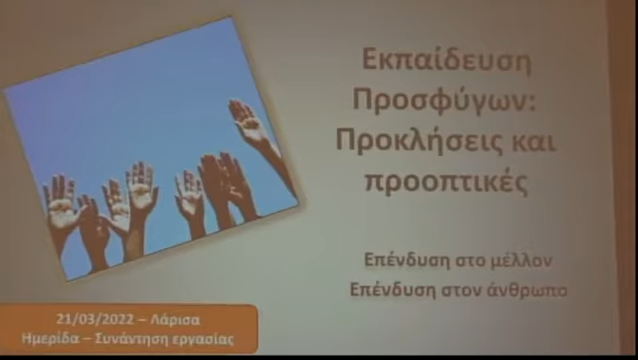 Εκπαίδευση
Προσφύγων:
Προκλήσεις και
προοπτικές
Επένδυση στο μέλλον
Επένδυση στον άνθρωπο
21/03/2022 – Λάρισα
Ημερίδα – Συνάντηση εργασίας